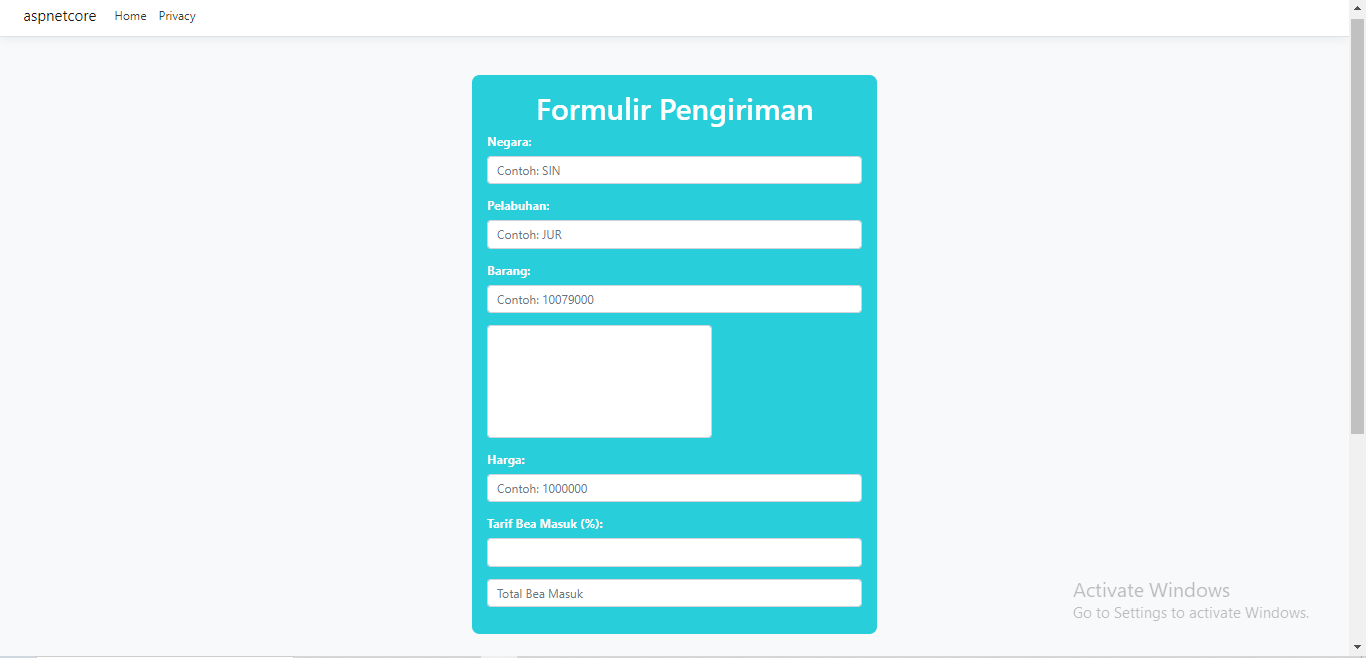 aspnetcore Home Privacy
Formulir Pengiriman
Negara:
Contoh: SIN
Pelabuhan:
Contoh: JUR
Barang:
Contoh: 10079000
Harga:
Contoh: 1000000
Tarif Bea Masuk (%):
Total Bea Masuk
Activate Windows
Go to Settings to activate Windows.